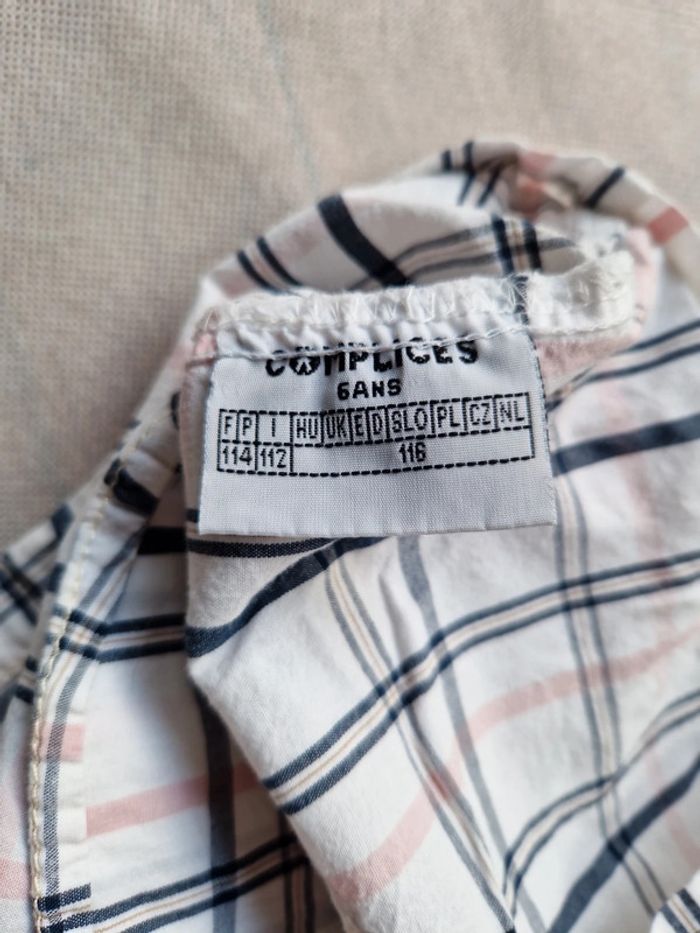 COMPLICES
6ANS
F P I HU UK E D SLO PL CZ NL
114 112 116